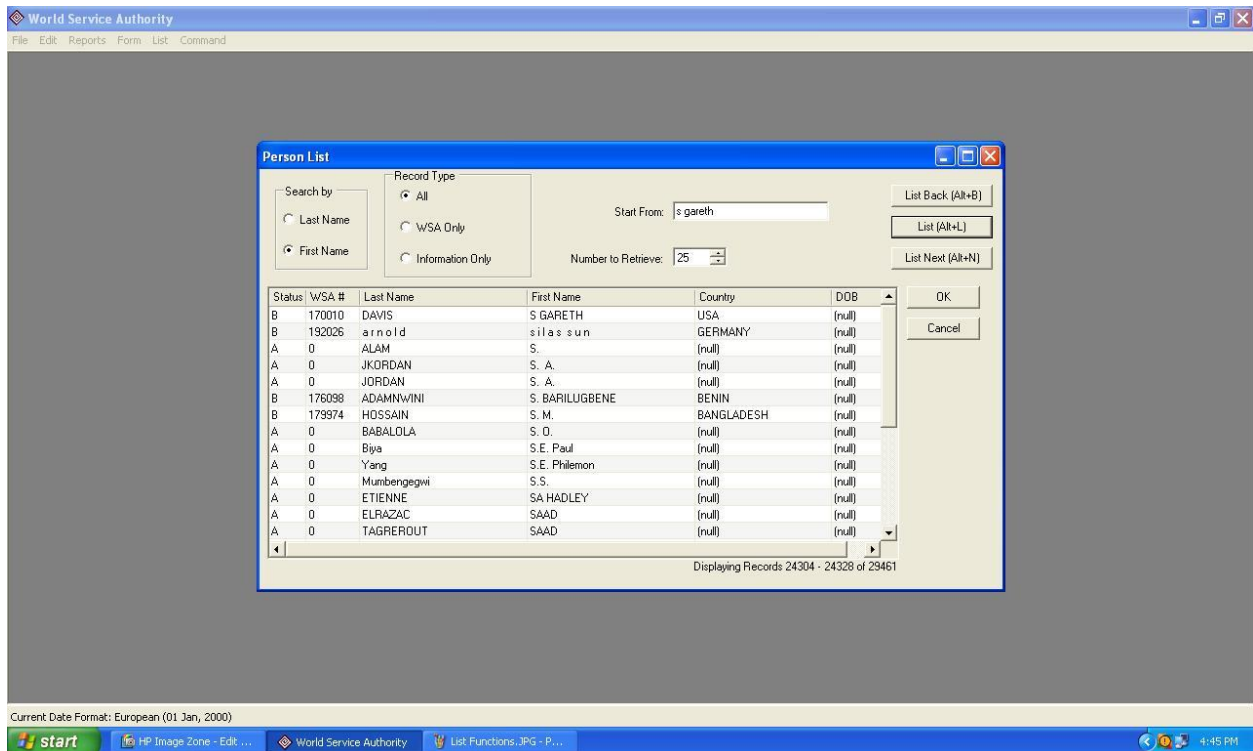 World Service Authority
File Edit Reports Form List Command
Person List
Search by
Last Name
First Name
Record Type
All
WSA Only
Information Only
Start From: s gareth
Number to Retrieve: 25
List Back (Alt+B)
List (Alt+L)
List Next (Alt+N)
OK
Cancel
Status WSA # Last Name First Name Country DOB
B 170010 DAVIS S GARETH USA (null)
B 192026 a r n o l d s i l a s s u n GERMANY (null)
A 0 ALAM S. (null) (null)
A 0 JKORDAN S. A. (null) (null)
A 0 JORDAN S. A. (null) (null)
B 176098 ADAMNWINI S. BARILUGBENE BENIN (null)
B 179974 HOSSAIN S. M. BANGLADESH (null)
A 0 BABALOLA S. O. (null) (null)
A 0 Biya S.E. Paul (null) (null)
A 0 Yang S.E. Philemon (null) (null)
A 0 Mumbengegwi S.S. (null) (null)
A 0 ETIENNE SA HADLEY (null) (null)
A 0 ELRAZAC SAAD (null) (null)
A 0 TAGREROUT SAAD (null) (null)
Displaying Records 24304 - 24328 of 29461
Current Date Format: European (01 Jan, 2000)
start HP Image Zone - Edit ... World Service Authority List Functions.JPG - P... 4:45 PM